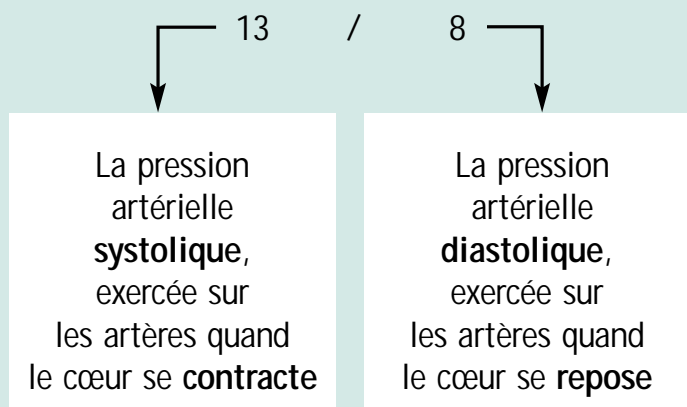 13 / 8
La pression
artérielle
systolique,
exercée sur
les artères quand
le cœur se contracte
La pression
artérielle
diastolique,
exercée sur
les artères quand
le cœur se repose